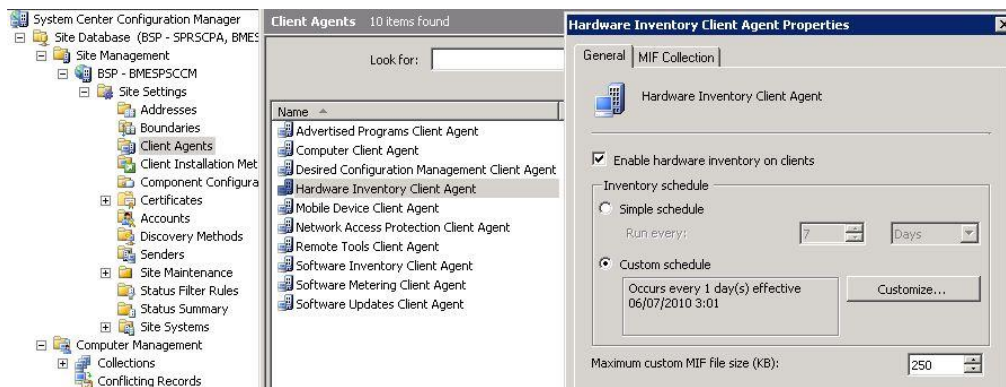 System Center Configuration Manager
Site Database (BSP - SPRSCPA, BMES
Site Management
BSP - BMESPSCCM
Site Settings
Addresses
Boundaries
Client Agents
Client Installation Met
Component Configura
Certificates
Accounts
Discovery Methods
Senders
Site Maintenance
Status Filter Rules
Status Summary
Site Systems
Computer Management
Collections
Conflicting Records
Client Agents 10 items found
Look for:
Name
Advertised Programs Client Agent
Computer Client Agent
Desired Configuration Management Client Agent
Hardware Inventory Client Agent
Mobile Device Client Agent
Network Access Protection Client Agent
Remote Tools Client Agent
Software Inventory Client Agent
Software Metering Client Agent
Software Updates Client Agent
Hardware Inventory Client Agent Properties
General MIF Collection
Hardware Inventory Client Agent
Enable hardware inventory on clients
Inventory schedule
Simple schedule
Run every: 7 Days
Custom schedule
Occurs every 1 day(s) effective
06/07/2010 3:01
Customize...
Maximum custom MIF file size (KB): 250